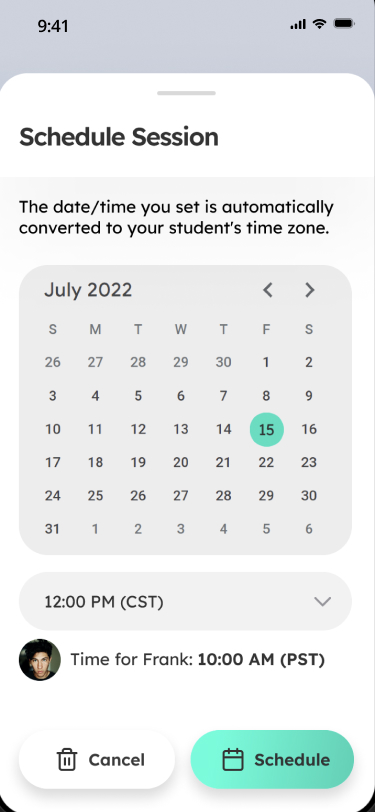 9:41
Schedule Session
The date/time you set is automatically
converted to your student's time zone.
July 2022
S M T W T F S
26 27 28 29 30 1 2
3 4 5 6 7 8 9
10 11 12 13 14 15 16
17 18 19 20 21 22 23
24 25 26 27 28 29 30
31 1 2 3 4 5 6
12:00 PM (CST)
Time for Frank: 10:00 AM (PST)
Cancel Schedule